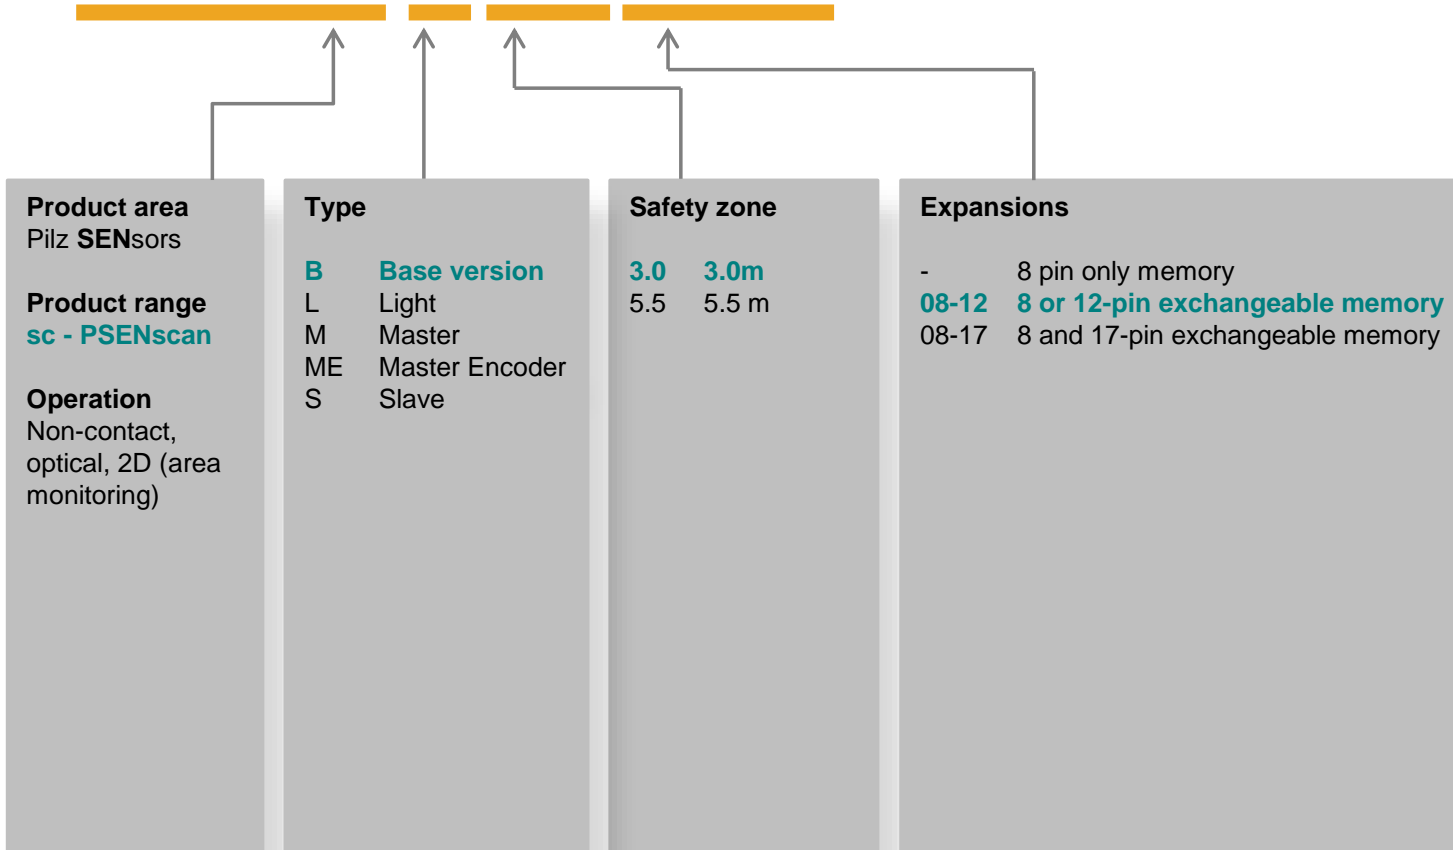 Product area
Pilz SENsors
Product range
sc - PSENscan
Operation
Non-contact,
optical, 2D (area
monitoring)
Type
B Base version
L Light
M Master
ME Master Encoder
S Slave
Safety zone
3.0 3.0m
5.5 5.5 m
Expansions
- 8 pin only memory
08-12 8 or 12-pin exchangeable memory
08-17 8 and 17-pin exchangeable memory